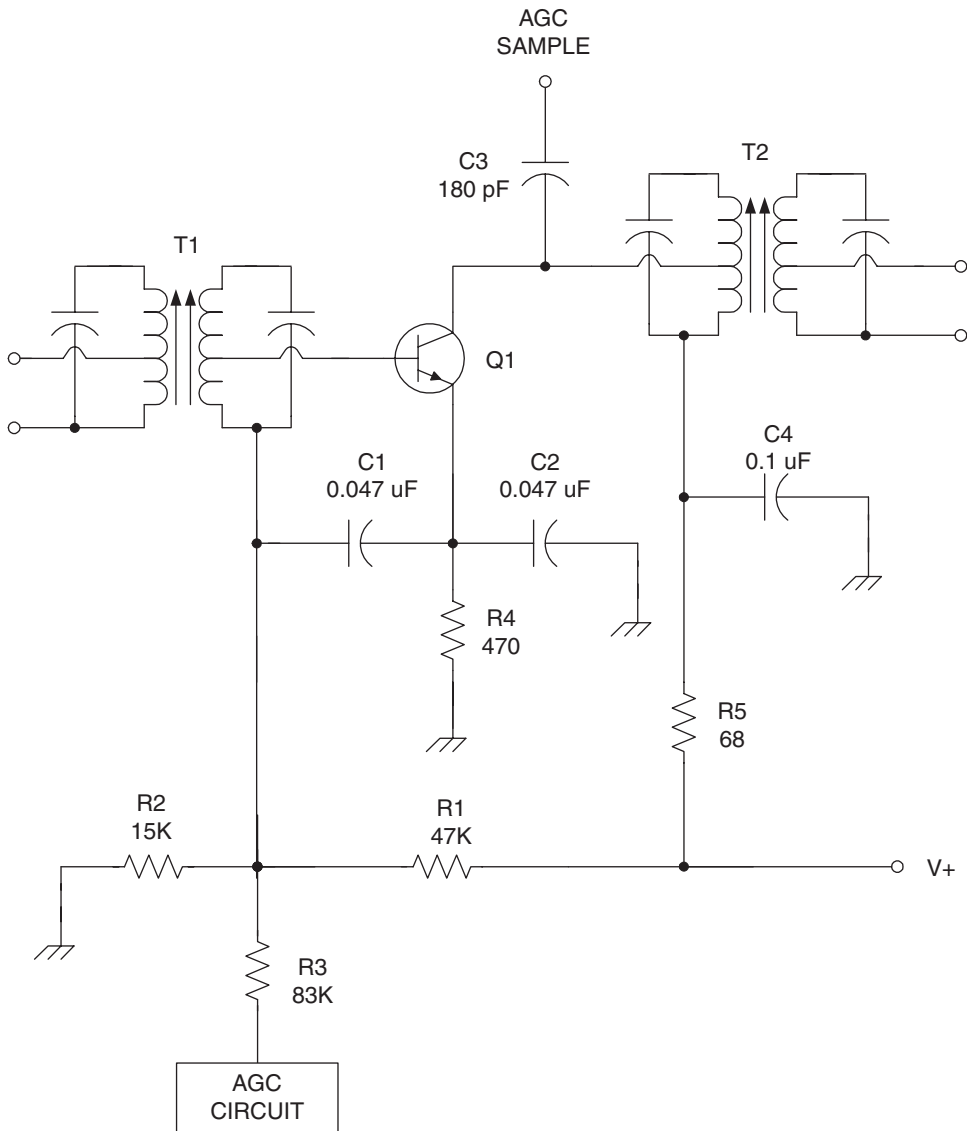 AGC
SAMPLE
C3
180 pF
T2
T1
Q1
C1
0.047 uF
C2
0.047 uF
C4
0.1 uF
R4
470
R5
68
R2
15K
R1
47K
V+
R3
83K
AGC
CIRCUIT